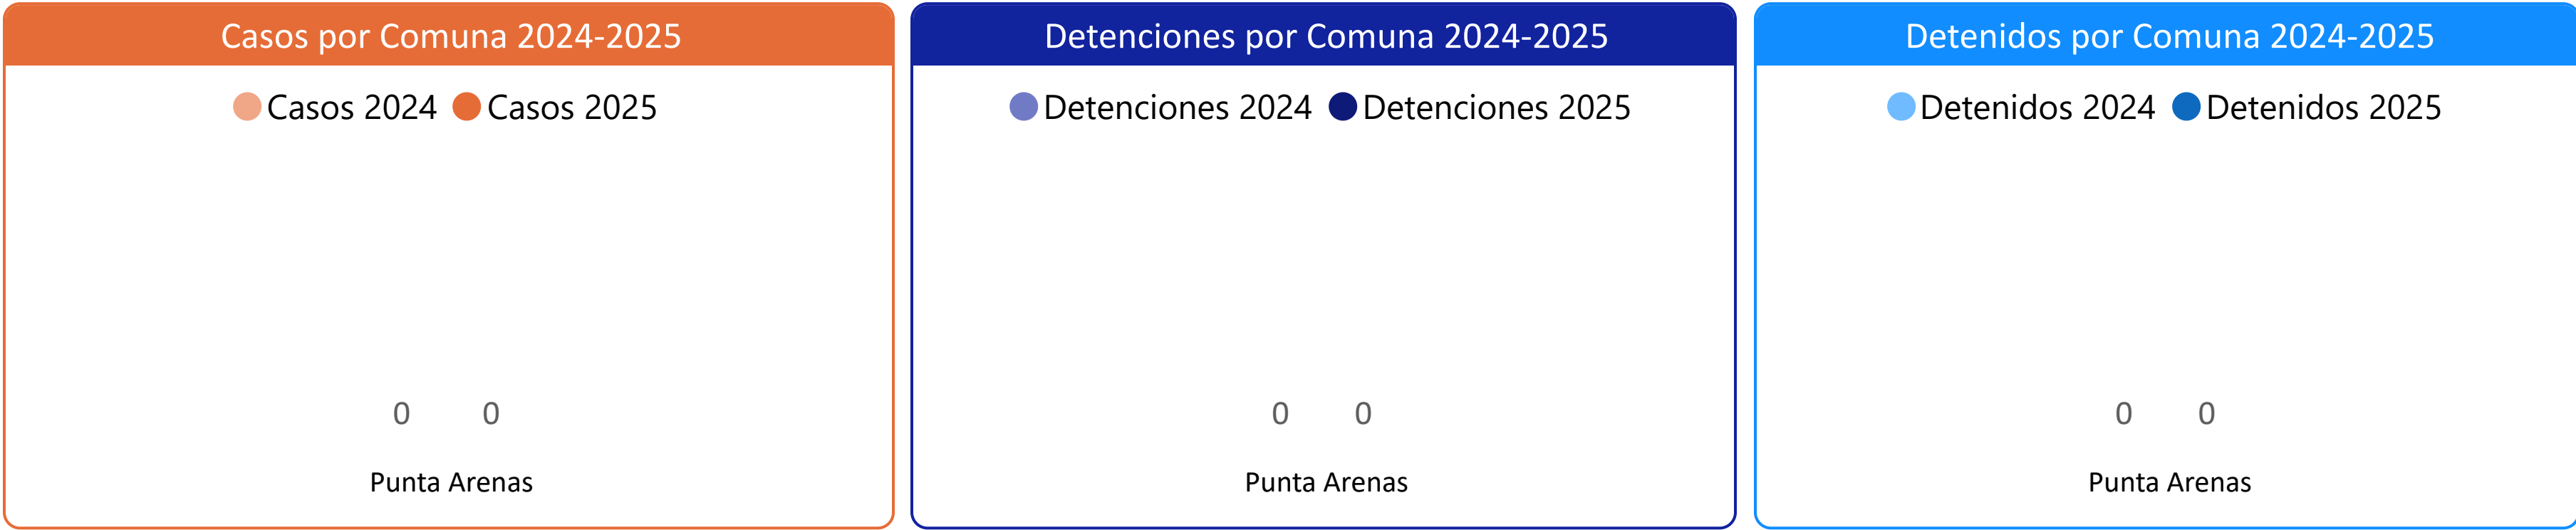 Casos por Comuna 2024-2025
Casos 2024 Casos 2025
0 0
Punta Arenas
Detenciones por Comuna 2024-2025
Detenciones 2024 Detenciones 2025
0 0
Punta Arenas
Detenidos por Comuna 2024-2025
Detenidos 2024 Detenidos 2025
0 0
Punta Arenas